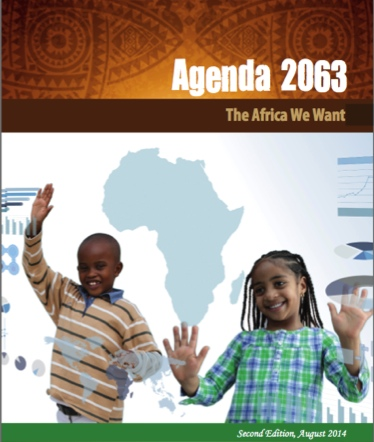 Agenda 2063
The Africa We Want
Second Edition, August 2014